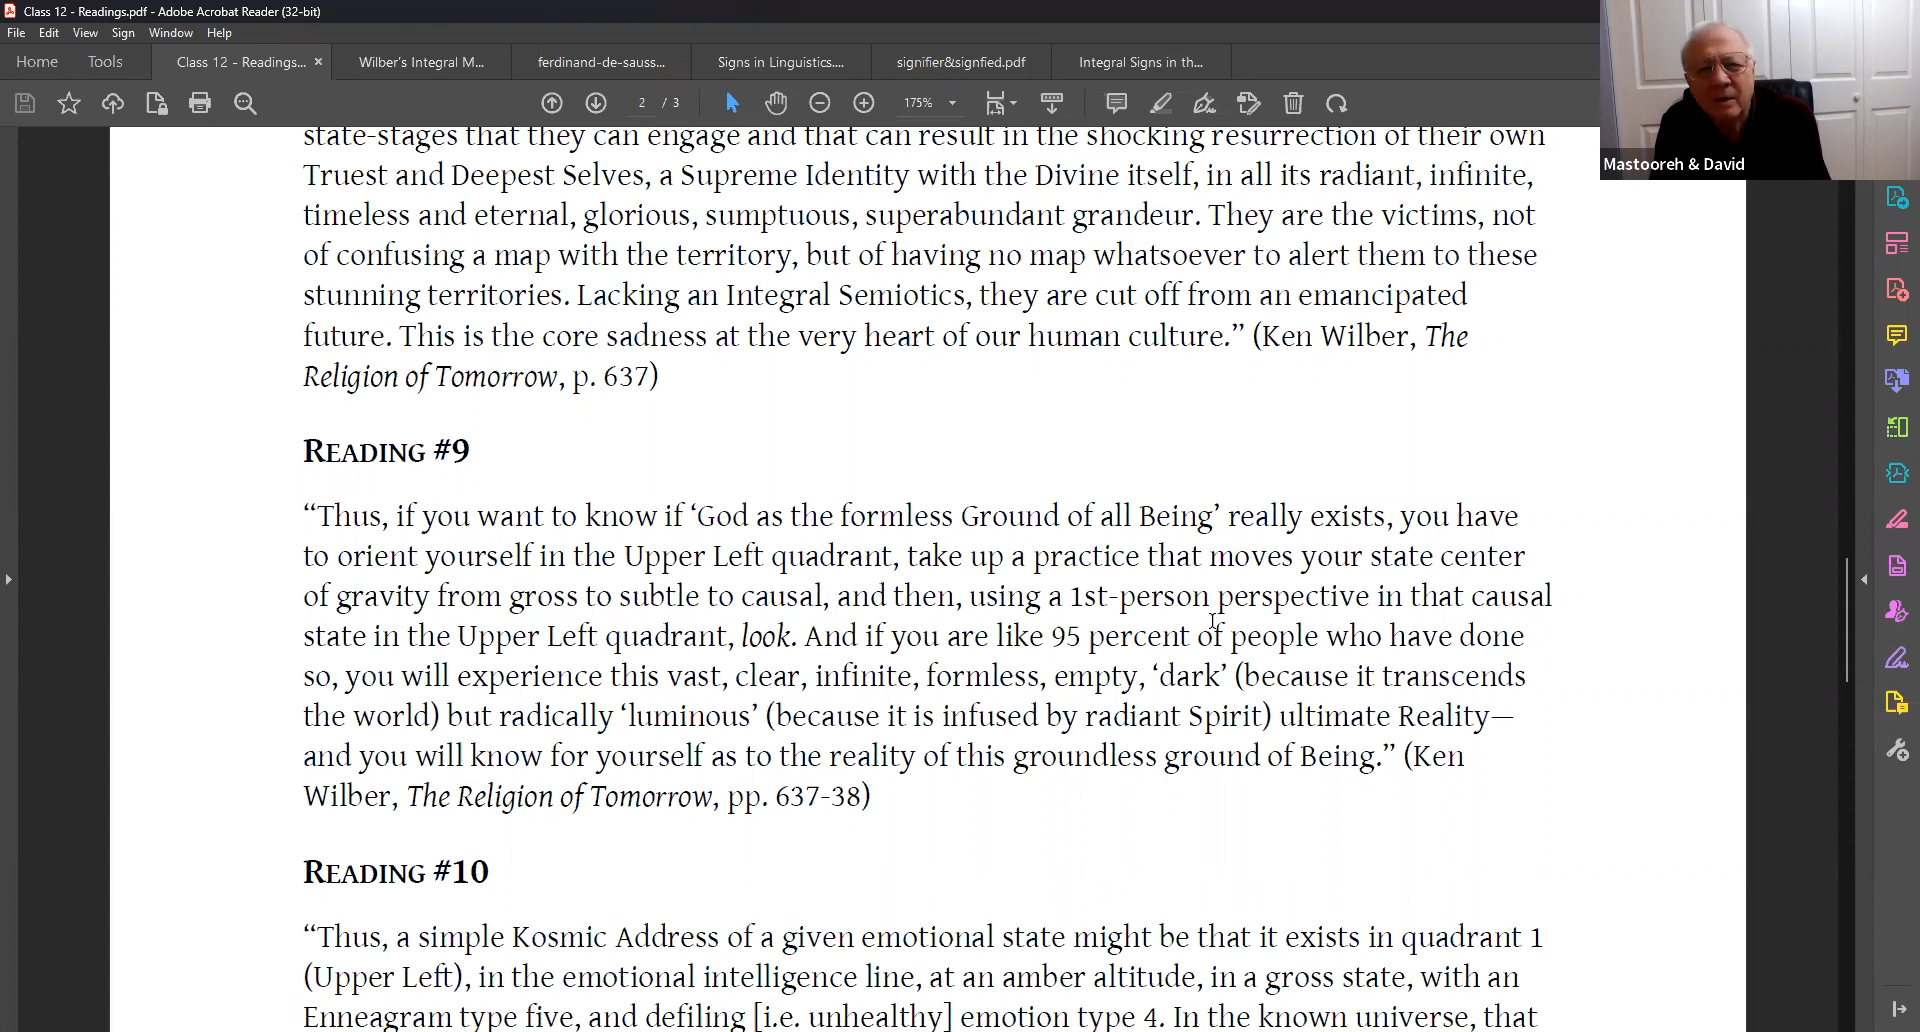 Class 12 - Readings.pdf - Adobe Acrobat Reader (32-bit)
File Edit View Sign Window Help
Home Tools Class 12 - Readings... × Wilber's Integral M... ferdinand-de-sauss... Signs in Linguistics.... signifier&signfied.pdf Integral Signs in th...
2 / 3 175%
Mastooreh & David
state-stages that they can engage and that can result in the shocking resurrection of their own
Truest and Deepest Selves, a Supreme Identity with the Divine itself, in all its radiant, infinite,
timeless and eternal, glorious, sumptuous, superabundant grandeur. They are the victims, not
of confusing a map with the territory, but of having no map whatsoever to alert them to these
stunning territories. Lacking an Integral Semiotics, they are cut off from an emancipated
future. This is the core sadness at the very heart of our human culture.” (Ken Wilber, The
Religion of Tomorrow, p. 637)
READING #9
“Thus, if you want to know if ‘God as the formless Ground of all Being’ really exists, you have
to orient yourself in the Upper Left quadrant, take up a practice that moves your state center
of gravity from gross to subtle to causal, and then, using a 1st-person perspective in that causal
state in the Upper Left quadrant, look. And if you are like 95 percent of people who have done
so, you will experience this vast, clear, infinite, formless, empty, ‘dark’ (because it transcends
the world) but radically ‘luminous’ (because it is infused by radiant Spirit) ultimate Reality—
and you will know for yourself as to the reality of this groundless ground of Being.” (Ken
Wilber, The Religion of Tomorrow, pp. 637-38)
READING #10
“Thus, a simple Kosmic Address of a given emotional state might be that it exists in quadrant 1
(Upper Left), in the emotional intelligence line, at an amber altitude, in a gross state, with an
Enneagram type five, and defiling [i.e. unhealthy] emotion type 4. In the known universe, that